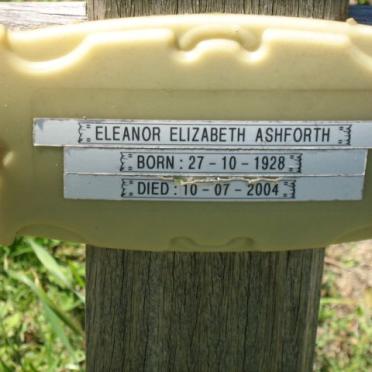 ELEANOR ELIZABETH ASHFORTH
BORN : 27 - 10 - 1928
DIED : 10 - 07 - 2004